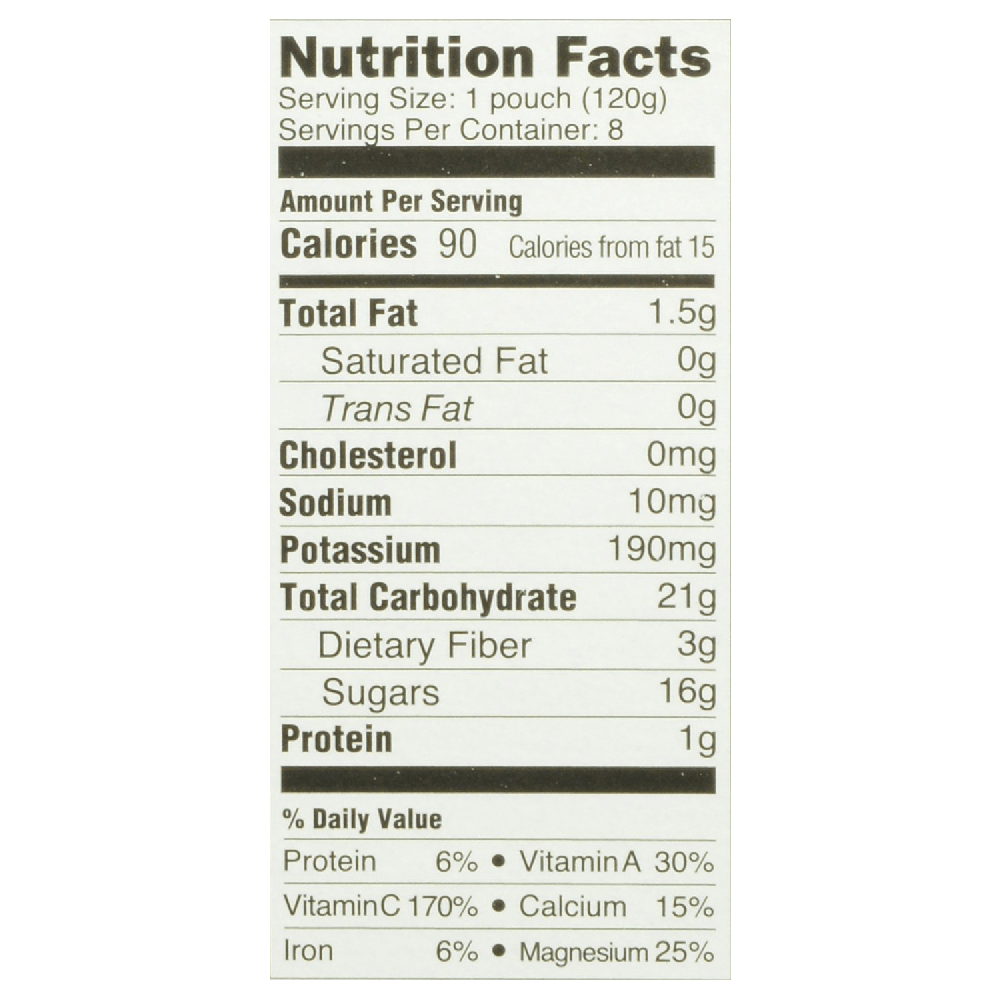 Nutrition Facts
Serving Size: 1 pouch (120g)
Servings Per Container: 8
Amount Per Serving
Calories 90 Calories from fat 15
Total Fat 1.5g
Saturated Fat 0g
Trans Fat 0g
Cholesterol 0mg
Sodium 10mg
Potassium 190mg
Total Carbohydrate 21g
Dietary Fiber 3g
Sugars 16g
Protein 1g
% Daily Value
Protein 6% • Vitamin A 30%
Vitamin C 170% • Calcium 15%
Iron 6% • Magnesium 25%